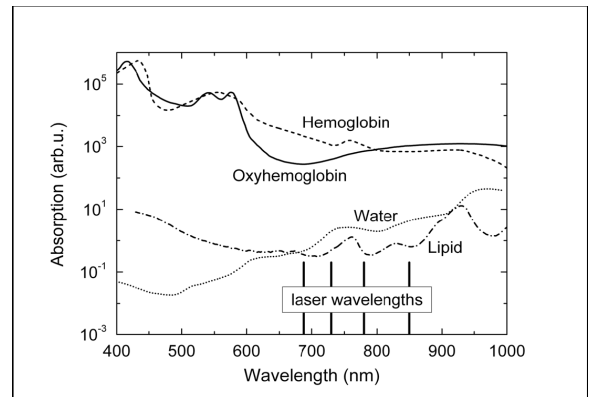 10^5
Hemoglobin
10^3
Oxyhemoglobin
Absorption (arb.u.)
10^1
Water
Lipid
10^-1
laser wavelengths
10^-3
400 500 600 700 800 900 1000
Wavelength (nm)